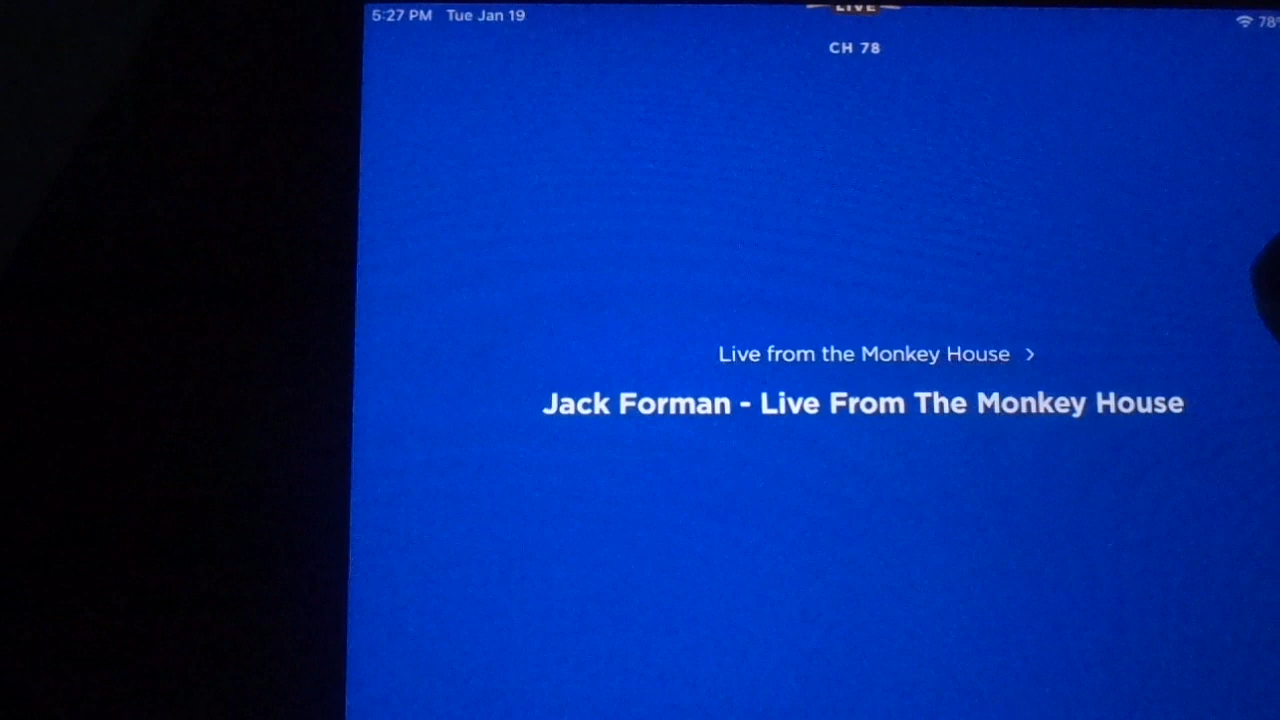 5:27 PM Tue Jan 19
LIVE
78%
CH 78
Live from the Monkey House >
Jack Forman - Live From The Monkey House